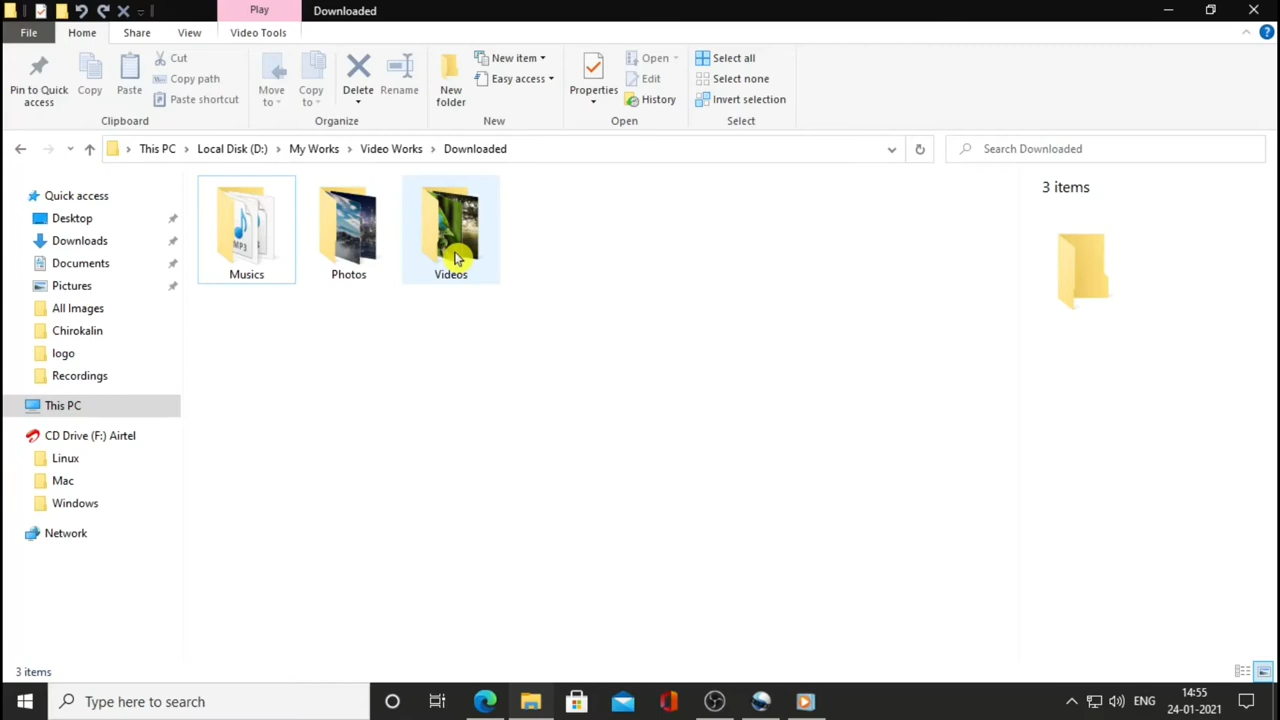 Play
Downloaded
File
Home
Share
View
Video Tools
Pin to Quick access
Copy
Paste
Cut
Copy path
Paste shortcut
Clipboard
Move to
Copy to
Delete
Rename
Organize
New folder
New item
Easy access
New
Properties
Open
Edit
History
Open
Select all
Select none
Invert selection
Select
This PC
Local Disk (D:)
My Works
Video Works
Downloaded
Search Downloaded
Quick access
Desktop
Downloads
Documents
Pictures
All Images
Chirokalin
logo
Recordings
This PC
CD Drive (F:) Airtel
Linux
Mac
Windows
Network
MP3
Musics
Photos
Videos
3 items
3 items
Type here to search
ENG
14:55
24-01-2021